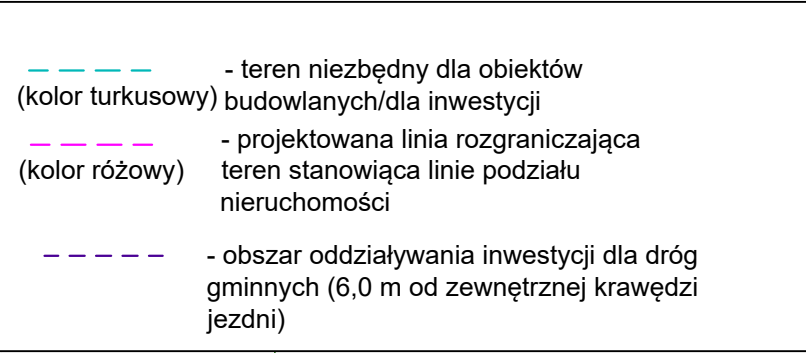 - teren niezbędny dla obiektów
(kolor turkusowy) budowlanych/dla inwestycji
- projektowana linia rozgraniczająca
(kolor różowy) teren stanowiąca linie podziału
nieruchomości
- obszar oddziaływania inwestycji dla dróg
gminnych (6,0 m od zewnętrznej krawędzi
jezdni)